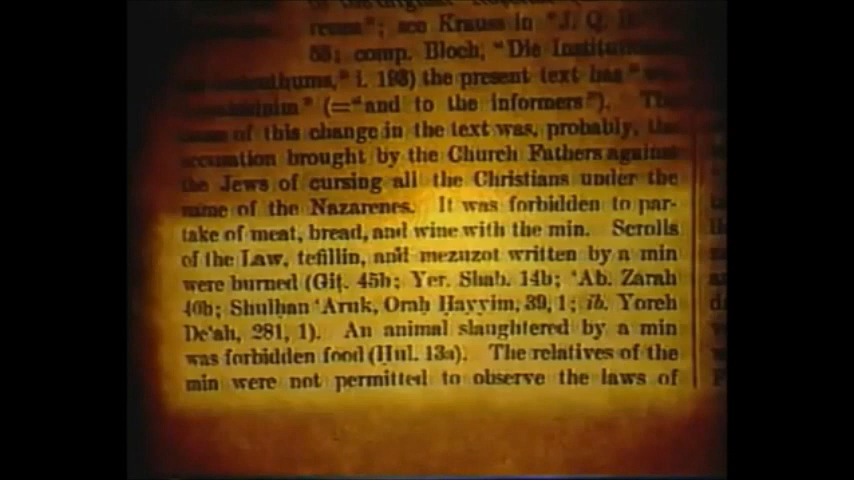 the original
"; see Krauss in "J. Q. R.
55; comp. Bloch, "Die Institutionen
i. 193) the present text has "
(="and to the informers"). The
of this change in the text was, probably, the
accusation brought by the Church Fathers against
the Jews of cursing all the Christians under the
name of the Nazarenes. It was forbidden to par-
take of meat, bread, and wine with the min. Scrolls
of the Law, tefillin, and mezuzot written by a min
were burned (Giṭ. 45b; Yer. Shab. 14b; 'Ab. Zarah
40b; Shulḥan 'Aruk, Oraḥ Ḥayyim, 39, 1; ib. Yoreh
De'ah, 281, 1). An animal slaughtered by a min
was forbidden food (Ḥul. 13a). The relatives of the
min were not permitted to observe the laws of